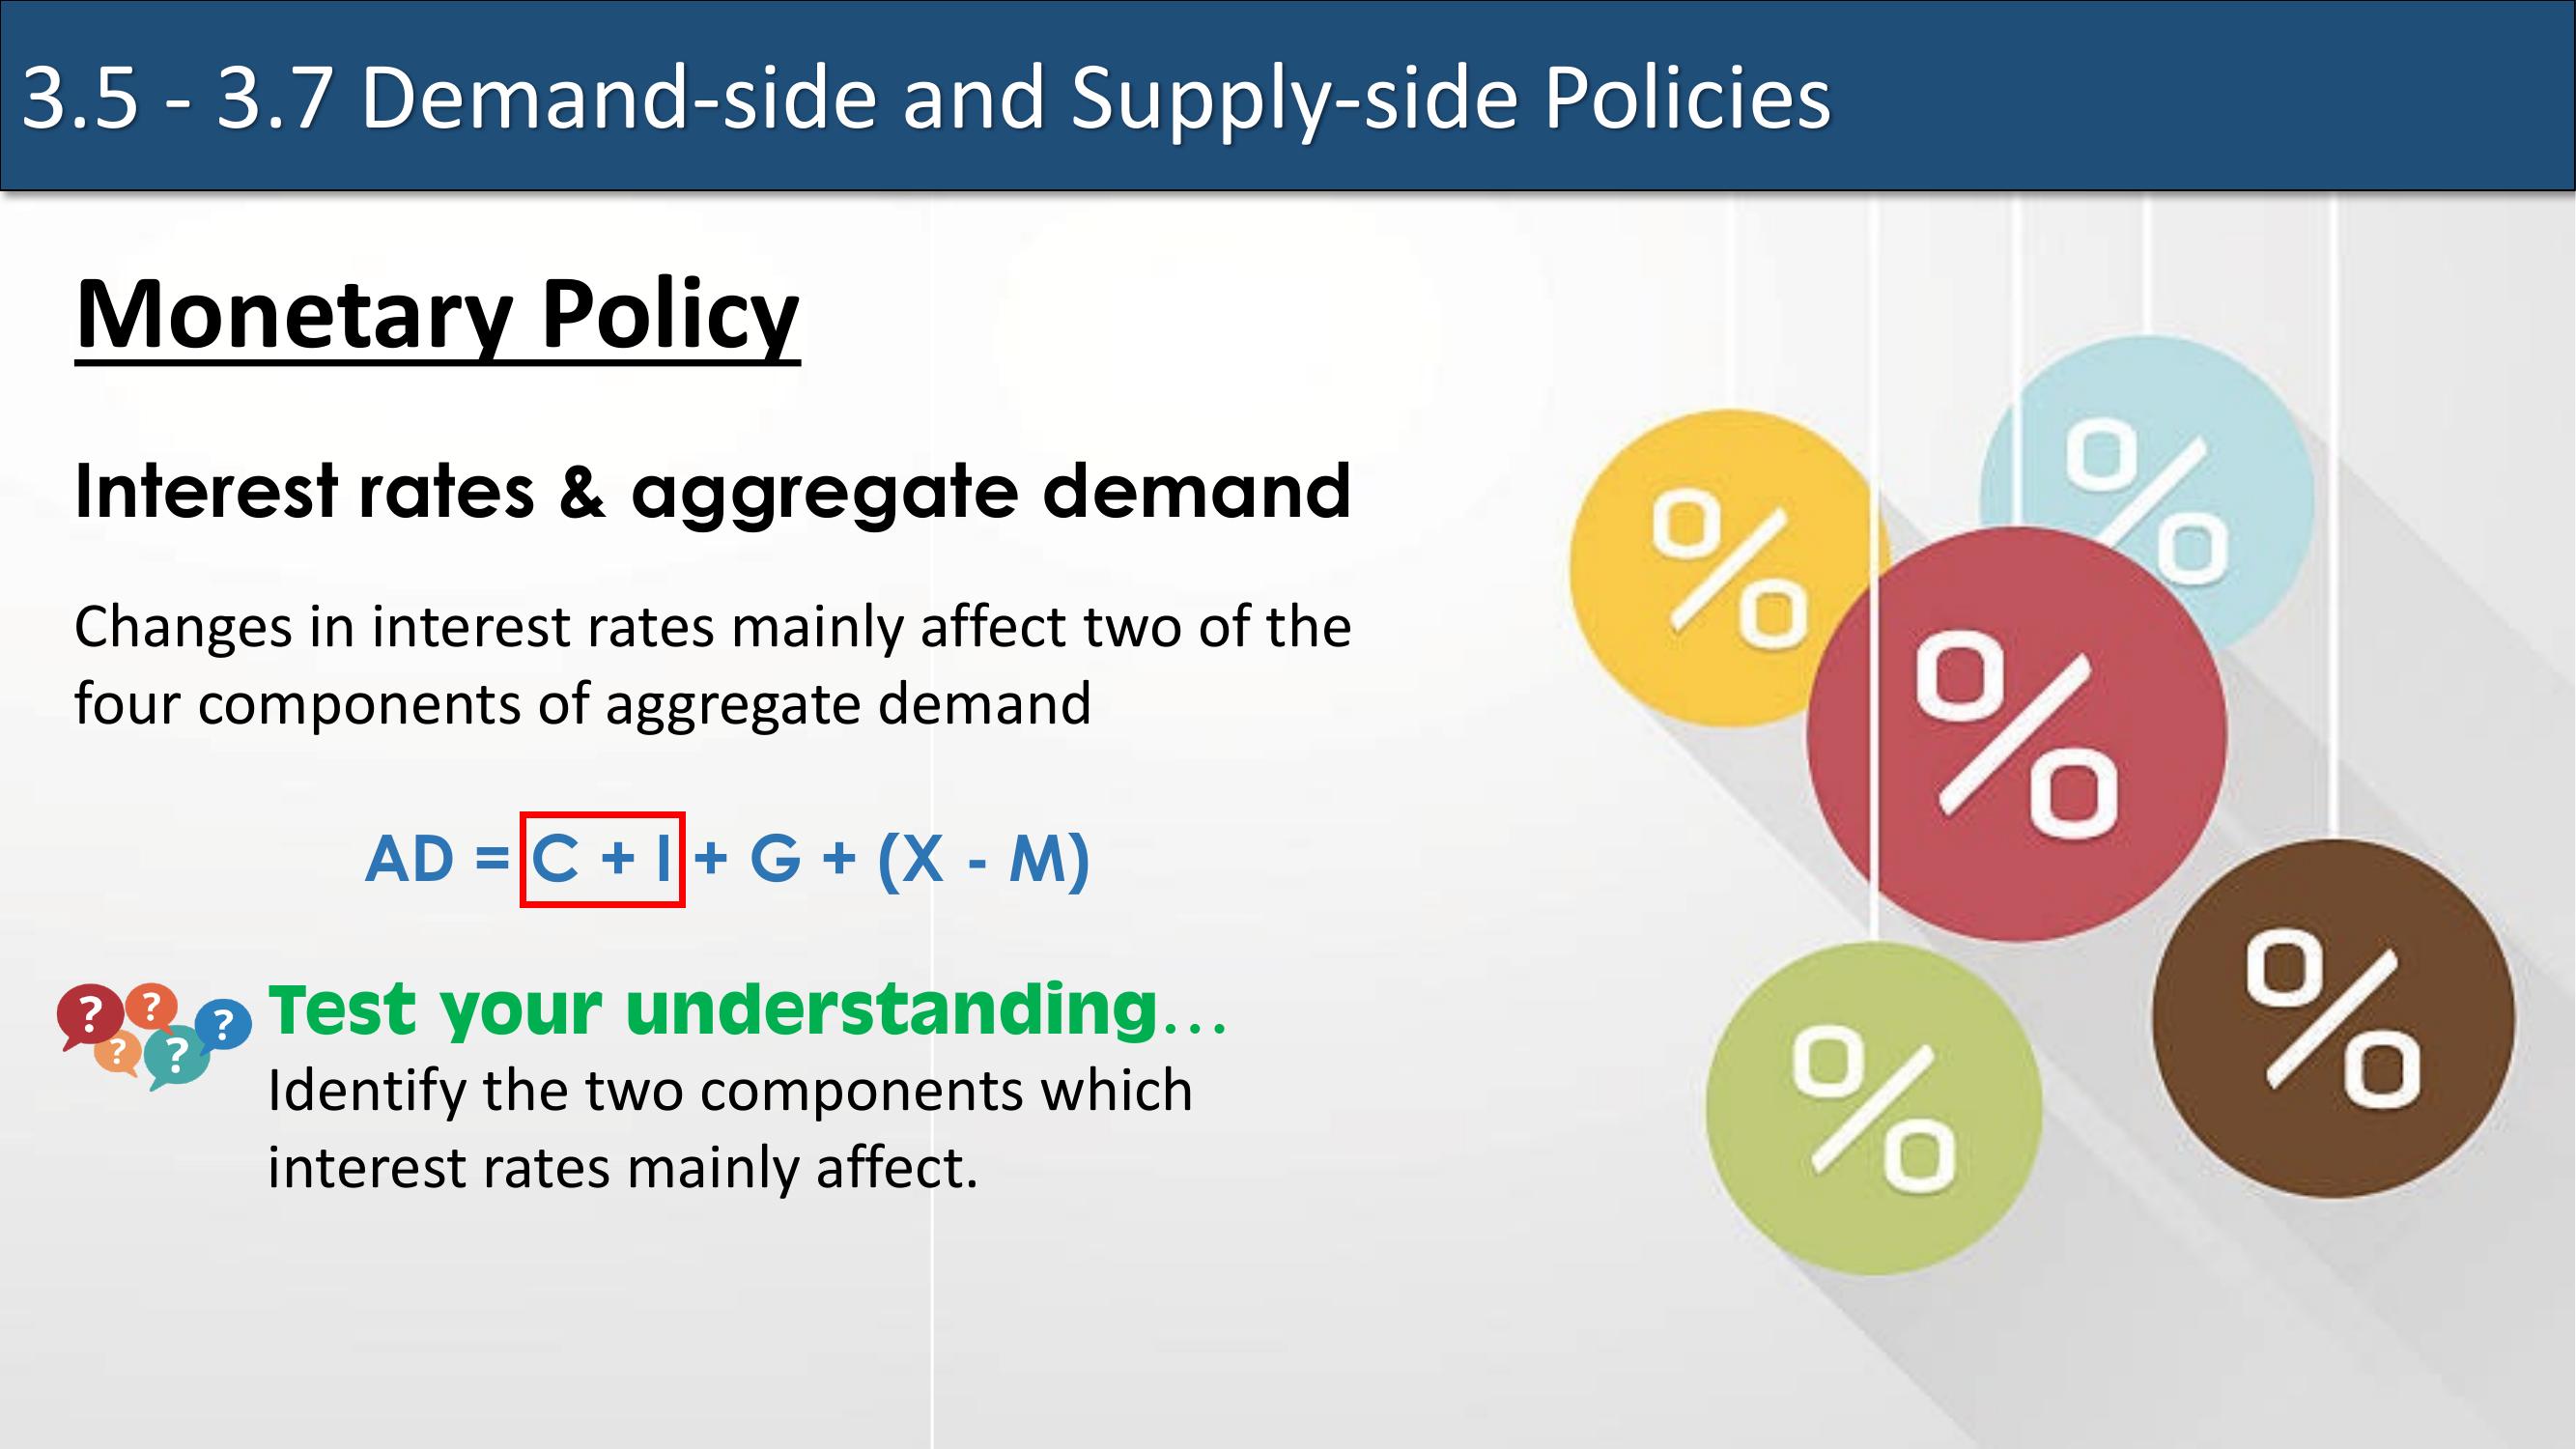 3.5 - 3.7 Demand-side and Supply-side Policies
Monetary Policy
Interest rates & aggregate demand
Changes in interest rates mainly affect two of the
four components of aggregate demand
AD = C + I + G + (X - M)
? ? ? ? ?
Test your understanding…
Identify the two components which
interest rates mainly affect.
%
%
%
%
%